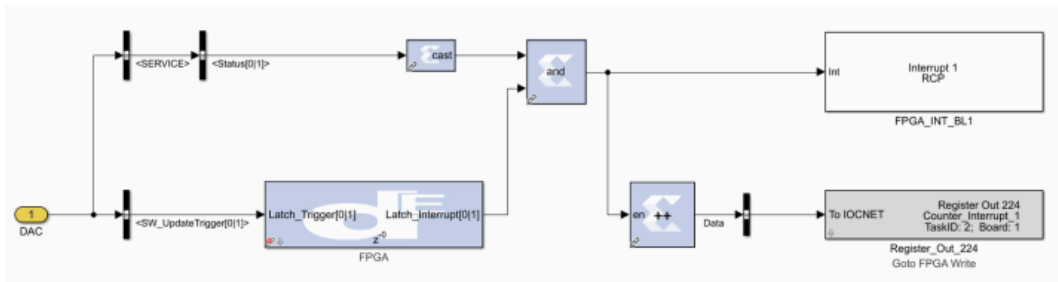 <SERVICE>
<Status[0|1]>
cast
and
Int
Interrupt 1
RCP
FPGA_INT_BL1
1
DAC
<SW_UpdateTrigger[0|1]>
Latch_Trigger[0|1]
Latch_Interrupt[0|1]
z⁻⁰
FPGA
en
++
Data
To IOCNET
Register Out 224
Counter_Interrupt_1
TaskID: 2; Board: 1
Register_Out_224
Goto FPGA Write